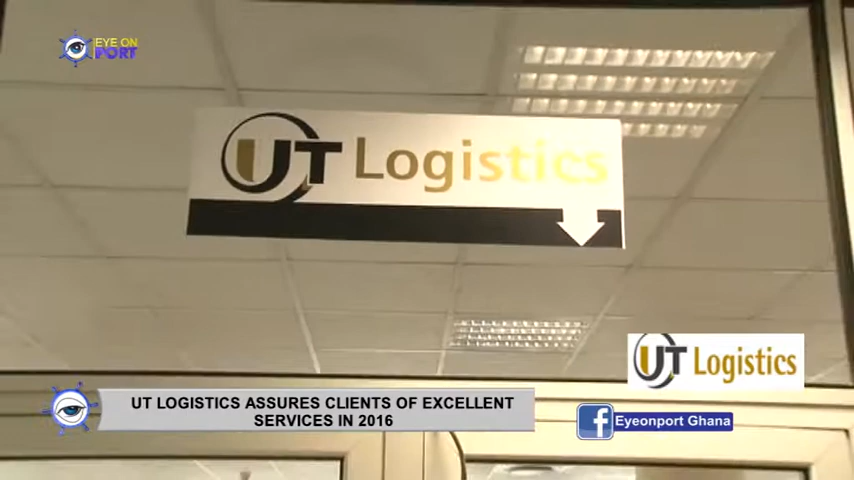 EYE ON
PORT
UT Logistics
UT Logistics
UT LOGISTICS ASSURES CLIENTS OF EXCELLENT
SERVICES IN 2016
f Eyeonport Ghana